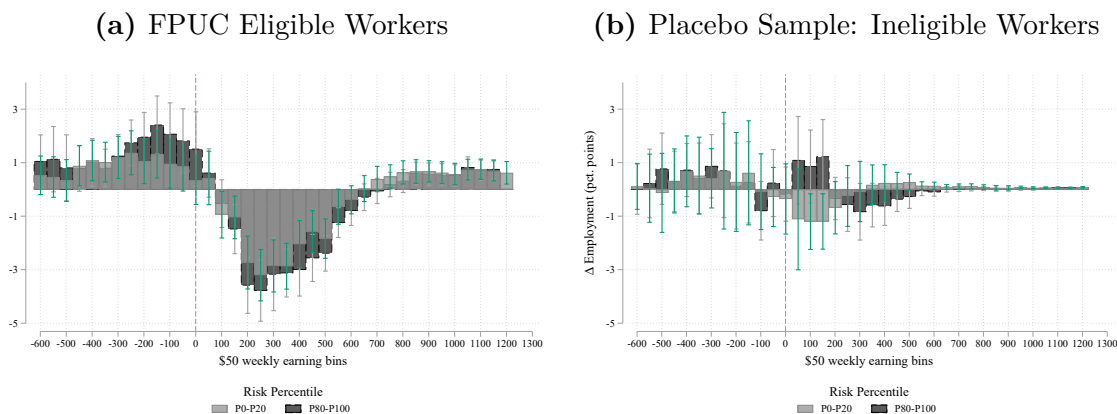 (a) FPUC Eligible Workers
3
1
-1
-3
-5
-600 -500 -400 -300 -200 -100 0 100 200 300 400 500 600 700 800 900 1000 1100 1200 1300
$50 weekly earning bins
Risk Percentile
P0-P20 P80-P100
(b) Placebo Sample: Ineligible Workers
Δ Employment (pct. points)
3
1
-1
-3
-5
-600 -500 -400 -300 -200 -100 0 100 200 300 400 500 600 700 800 900 1000 1100 1200 1300
$50 weekly earning bins
Risk Percentile
P0-P20 P80-P100